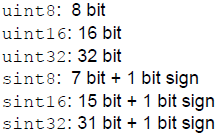 uint8: 8 bit
uint16: 16 bit
uint32: 32 bit
sint8: 7 bit + 1 bit sign
sint16: 15 bit + 1 bit sign
sint32: 31 bit + 1 bit sign